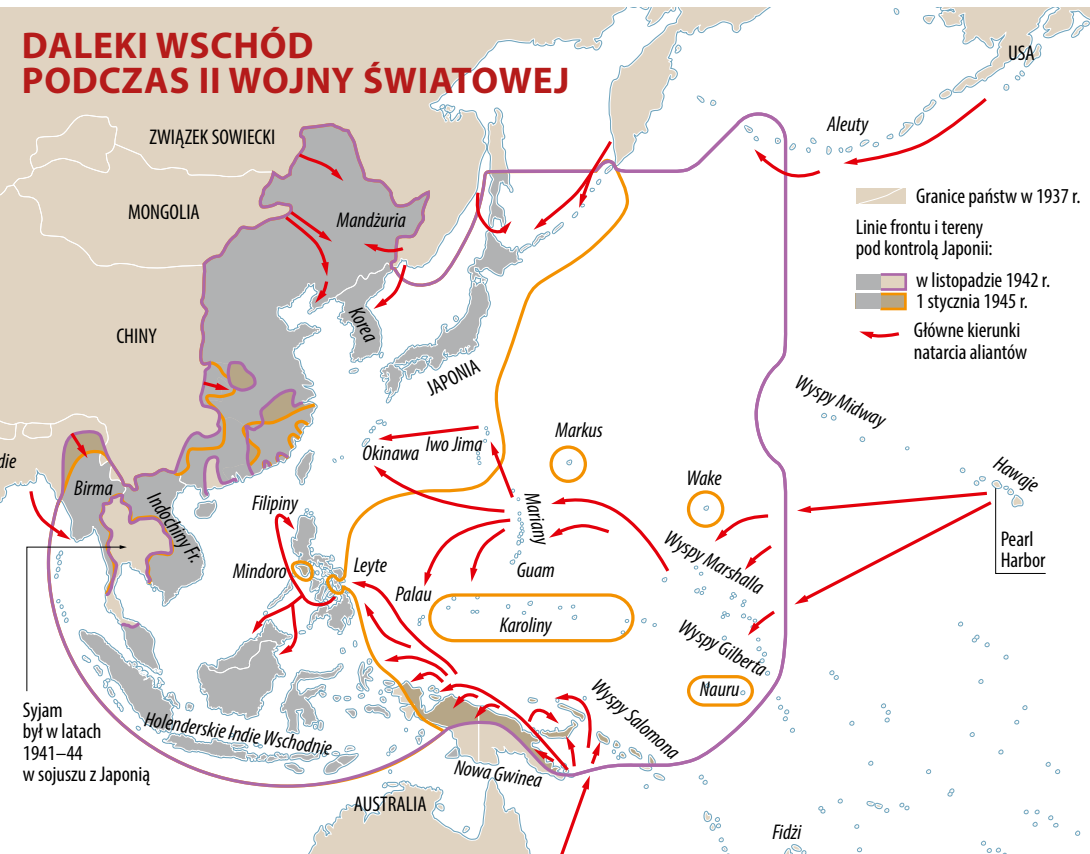 DALEKI WSCHÓD
PODCZAS II WOJNY ŚWIATOWEJ
USA
Aleuty
ZWIĄZEK SOWIECKI
MONGOLIA
Mandżuria
Granice państw w 1937 r.
Linie frontu i tereny
pod kontrolą Japonii:
w listopadzie 1942 r.
1 stycznia 1945 r.
Główne kierunki
natarcia aliantów
CHINY
Korea
JAPONIA
Wyspy Midway
Okinawa
Iwo Jima
Markus
die
Birma
Indochiny Fr.
Filipiny
Mariany
Wake
Hawaje
Pearl
Harbor
Mindoro
Leyte
Palau
Guam
Wyspy Marshalla
Karoliny
Wyspy Gilberta
Nauru
Wyspy Salomona
Syjam
był w latach
1941–44
w sojuszu z Japonią
Holenderskie Indie Wschodnie
Nowa Gwinea
AUSTRALIA
Fidżi